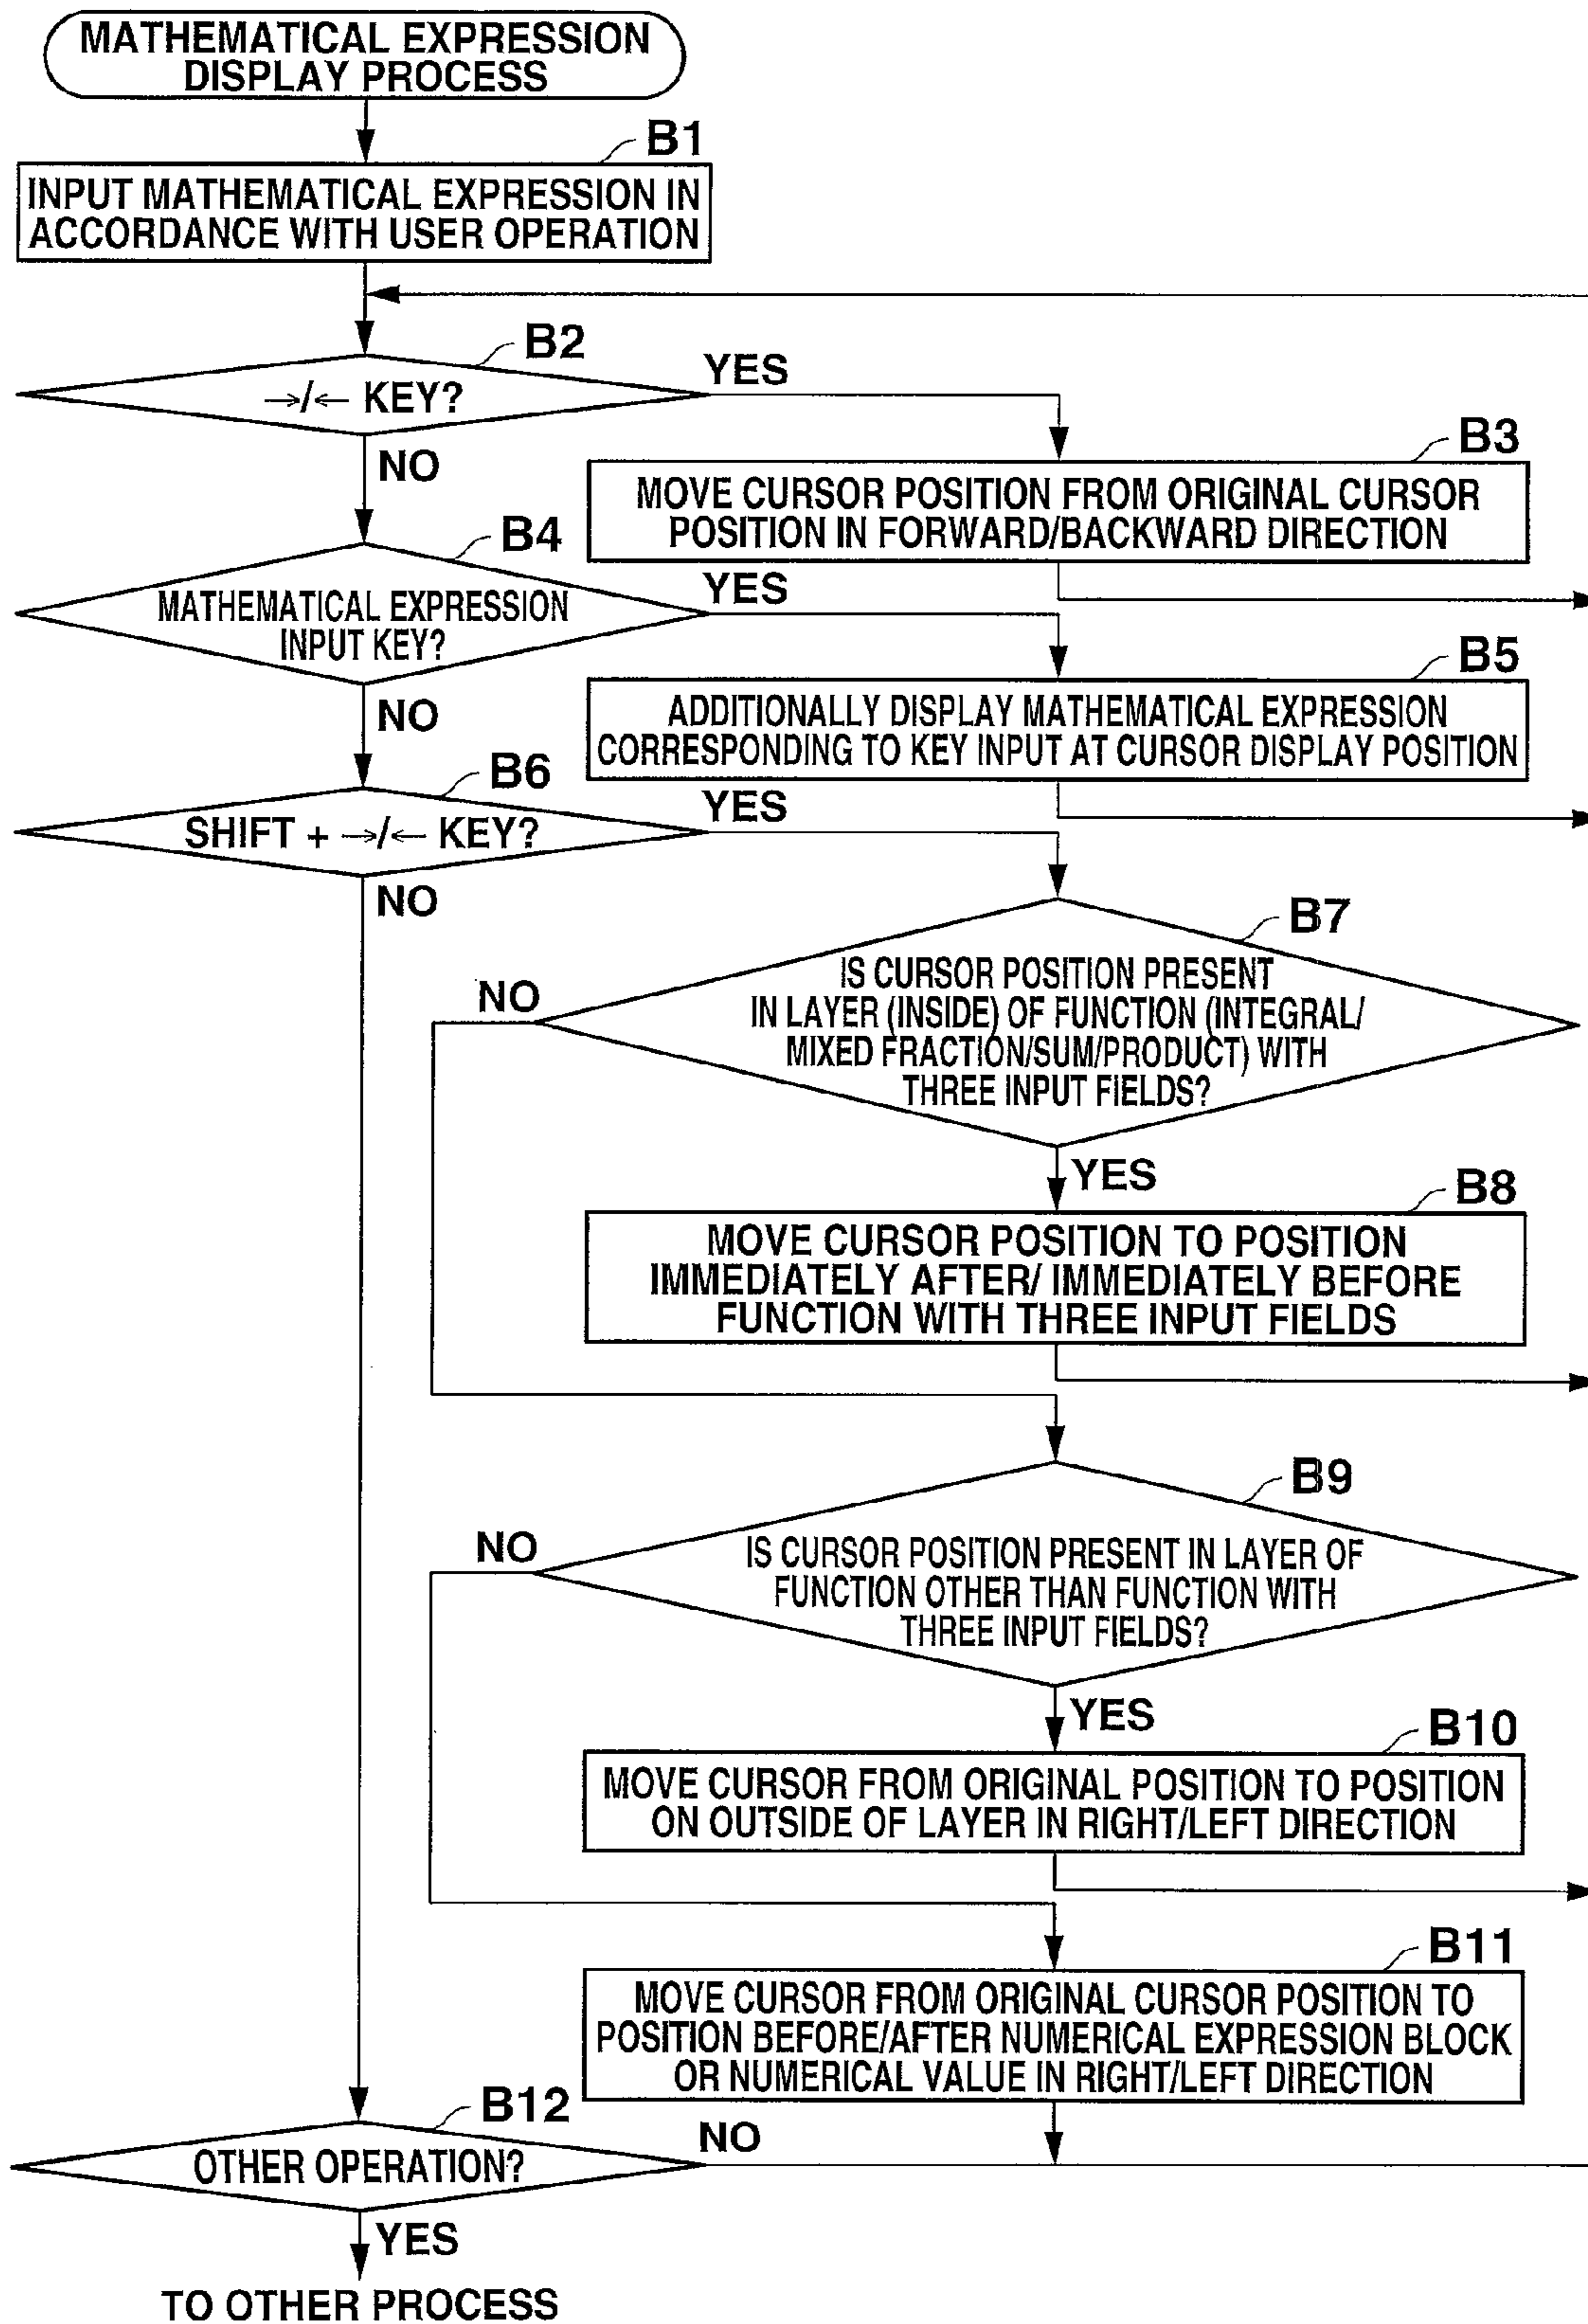 MATHEMATICAL EXPRESSION
DISPLAY PROCESS
B1
INPUT MATHEMATICAL EXPRESSION IN
ACCORDANCE WITH USER OPERATION
B2
→/← KEY?
YES
NO
B3
MOVE CURSOR POSITION FROM ORIGINAL CURSOR
POSITION IN FORWARD/BACKWARD DIRECTION
B4
MATHEMATICAL EXPRESSION
INPUT KEY?
YES
NO
B5
ADDITIONALLY DISPLAY MATHEMATICAL EXPRESSION
CORRESPONDING TO KEY INPUT AT CURSOR DISPLAY POSITION
B6
SHIFT + →/← KEY?
YES
NO
B7
IS CURSOR POSITION PRESENT
IN LAYER (INSIDE) OF FUNCTION (INTEGRAL/
MIXED FRACTION/SUM/PRODUCT) WITH
THREE INPUT FIELDS?
NO
YES
B8
MOVE CURSOR POSITION TO POSITION
IMMEDIATELY AFTER/ IMMEDIATELY BEFORE
FUNCTION WITH THREE INPUT FIELDS
B9
IS CURSOR POSITION PRESENT IN LAYER OF
FUNCTION OTHER THAN FUNCTION WITH
THREE INPUT FIELDS?
NO
YES
B10
MOVE CURSOR FROM ORIGINAL POSITION TO POSITION
ON OUTSIDE OF LAYER IN RIGHT/LEFT DIRECTION
B11
MOVE CURSOR FROM ORIGINAL CURSOR POSITION TO
POSITION BEFORE/AFTER NUMERICAL EXPRESSION BLOCK
OR NUMERICAL VALUE IN RIGHT/LEFT DIRECTION
B12
OTHER OPERATION?
NO
YES
TO OTHER PROCESS